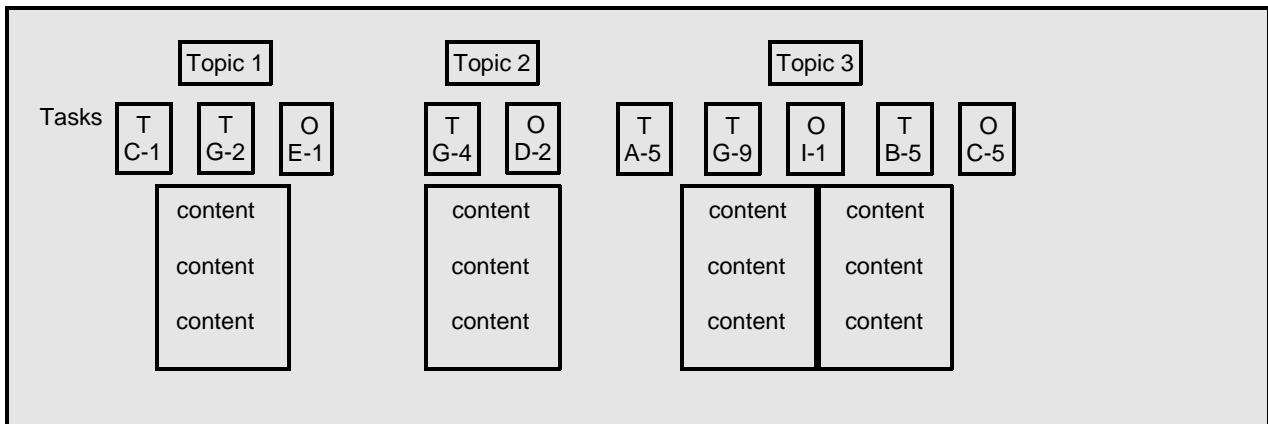 Topic 1 Topic 2 Topic 3
Tasks
T T O T O T T O T O
C-1 G-2 E-1 G-4 D-2 A-5 G-9 I-1 B-5 C-5
content content content content
content content content content
content content content content